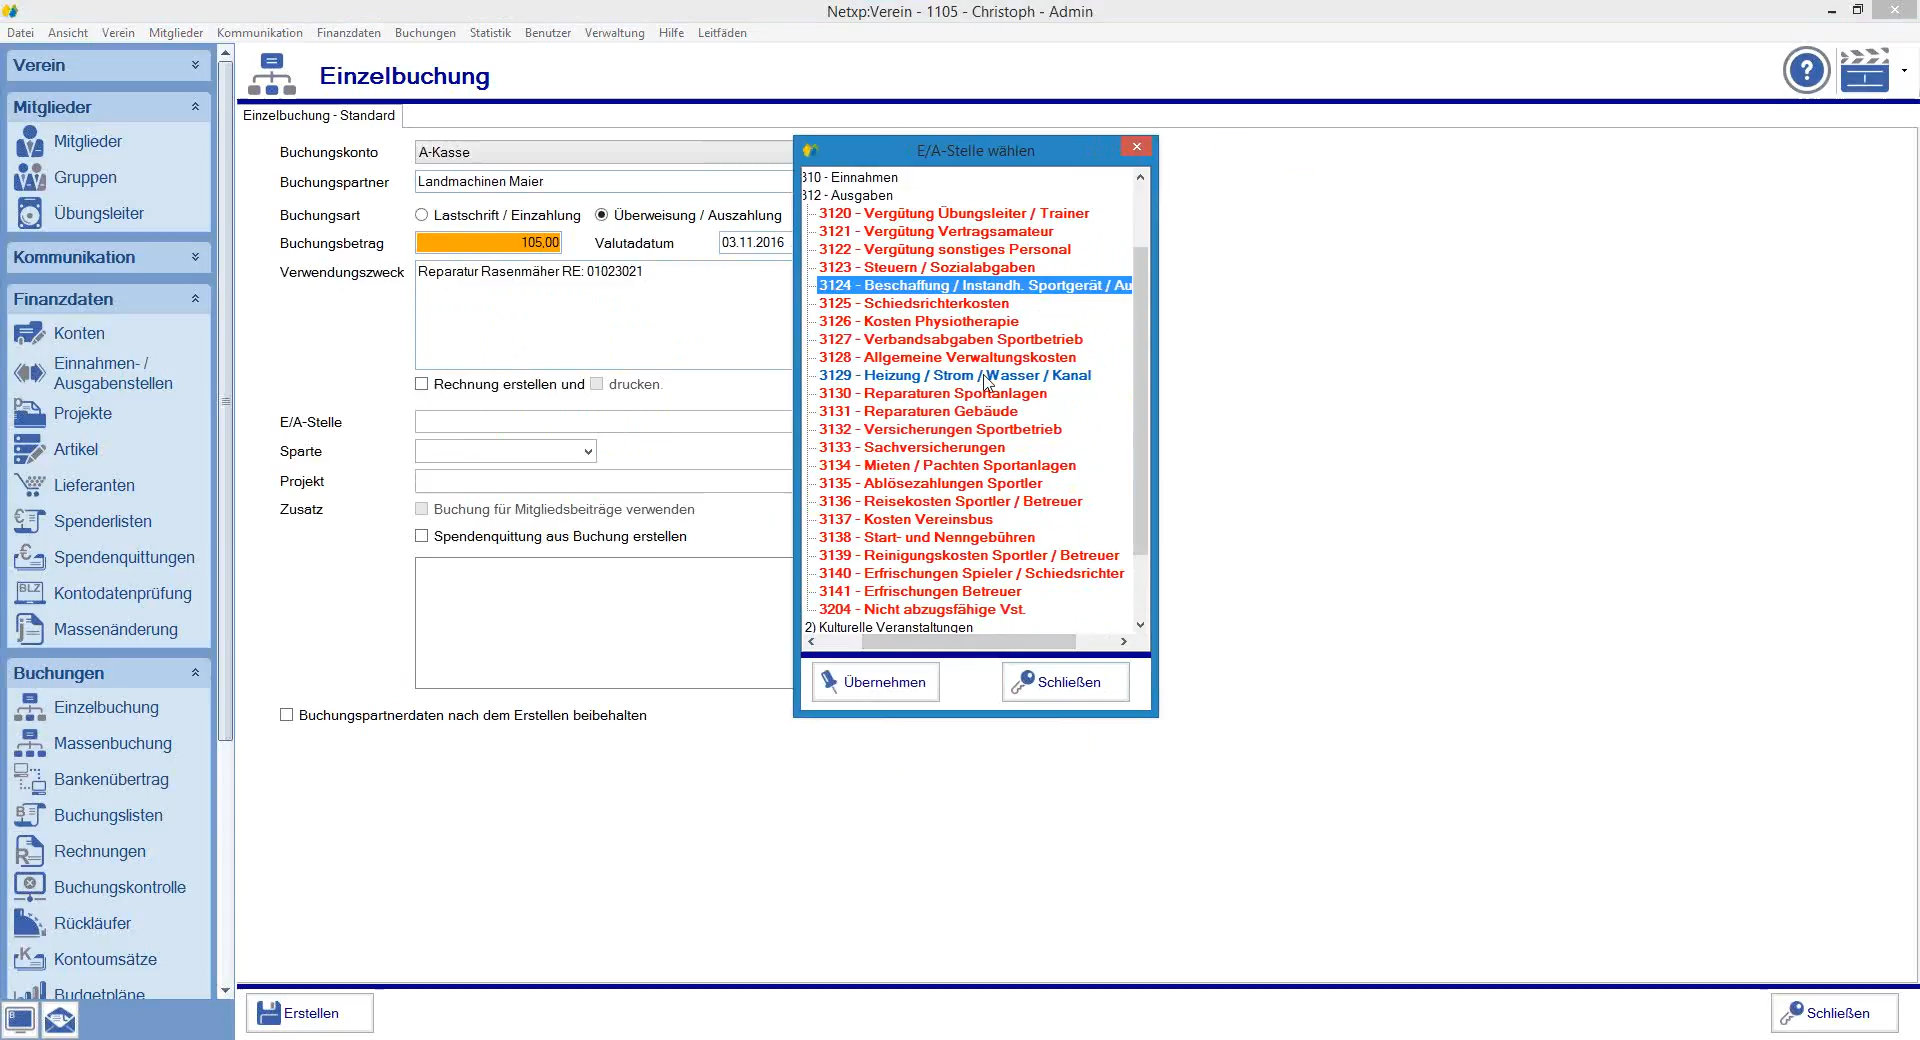 Netxp:Verein - 1105 - Christoph - Admin
Datei Ansicht Verein Mitglieder Kommunikation Finanzdaten Buchungen Statistik Benutzer Verwaltung Hilfe Leitfäden
Verein
Mitglieder
Mitglieder
Gruppen
Übungsleiter
Kommunikation
Finanzdaten
Konten
Einnahmen- /
Ausgabenstellen
Projekte
Artikel
Lieferanten
Spenderlisten
Spendenquittungen
BLZ
Kontodatenprüfung
Massenänderung
Buchungen
Einzelbuchung
Massenbuchung
Bankenübertrag
Buchungslisten
Rechnungen
Buchungskontrolle
Rückläufer
Kontoumsätze
Budgetpläne
Einzelbuchung
Einzelbuchung - Standard
Buchungskonto A-Kasse
Buchungspartner Landmachinen Maier
Buchungsart Lastschrift / Einzahlung Überweisung / Auszahlung
Buchungsbetrag 105,00 Valutadatum 03.11.2016
Verwendungszweck Reparatur Rasenmäher RE: 01023021
Rechnung erstellen und drucken.
E/A-Stelle
Sparte
Projekt
Zusatz Buchung für Mitgliedsbeiträge verwenden
Spendenquittung aus Buchung erstellen
Buchungspartnerdaten nach dem Erstellen beibehalten
E/A-Stelle wählen
310 - Einnahmen
312 - Ausgaben
3120 - Vergütung Übungsleiter / Trainer
3121 - Vergütung Vertragsamateur
3122 - Vergütung sonstiges Personal
3123 - Steuern / Sozialabgaben
3124 - Beschaffung / Instandh. Sportgerät / Au
3125 - Schiedsrichterkosten
3126 - Kosten Physiotherapie
3127 - Verbandsabgaben Sportbetrieb
3128 - Allgemeine Verwaltungskosten
3129 - Heizung / Strom / Wasser / Kanal
3130 - Reparaturen Sportanlagen
3131 - Reparaturen Gebäude
3132 - Versicherungen Sportbetrieb
3133 - Sachversicherungen
3134 - Mieten / Pachten Sportanlagen
3135 - Ablösezahlungen Sportler
3136 - Reisekosten Sportler / Betreuer
3137 - Kosten Vereinsbus
3138 - Start- und Nenngebühren
3139 - Reinigungskosten Sportler / Betreuer
3140 - Erfrischungen Spieler / Schiedsrichter
3141 - Erfrischungen Betreuer
3204 - Nicht abzugsfähige Vst.
2) Kulturelle Veranstaltungen
Übernehmen Schließen
Erstellen Schließen